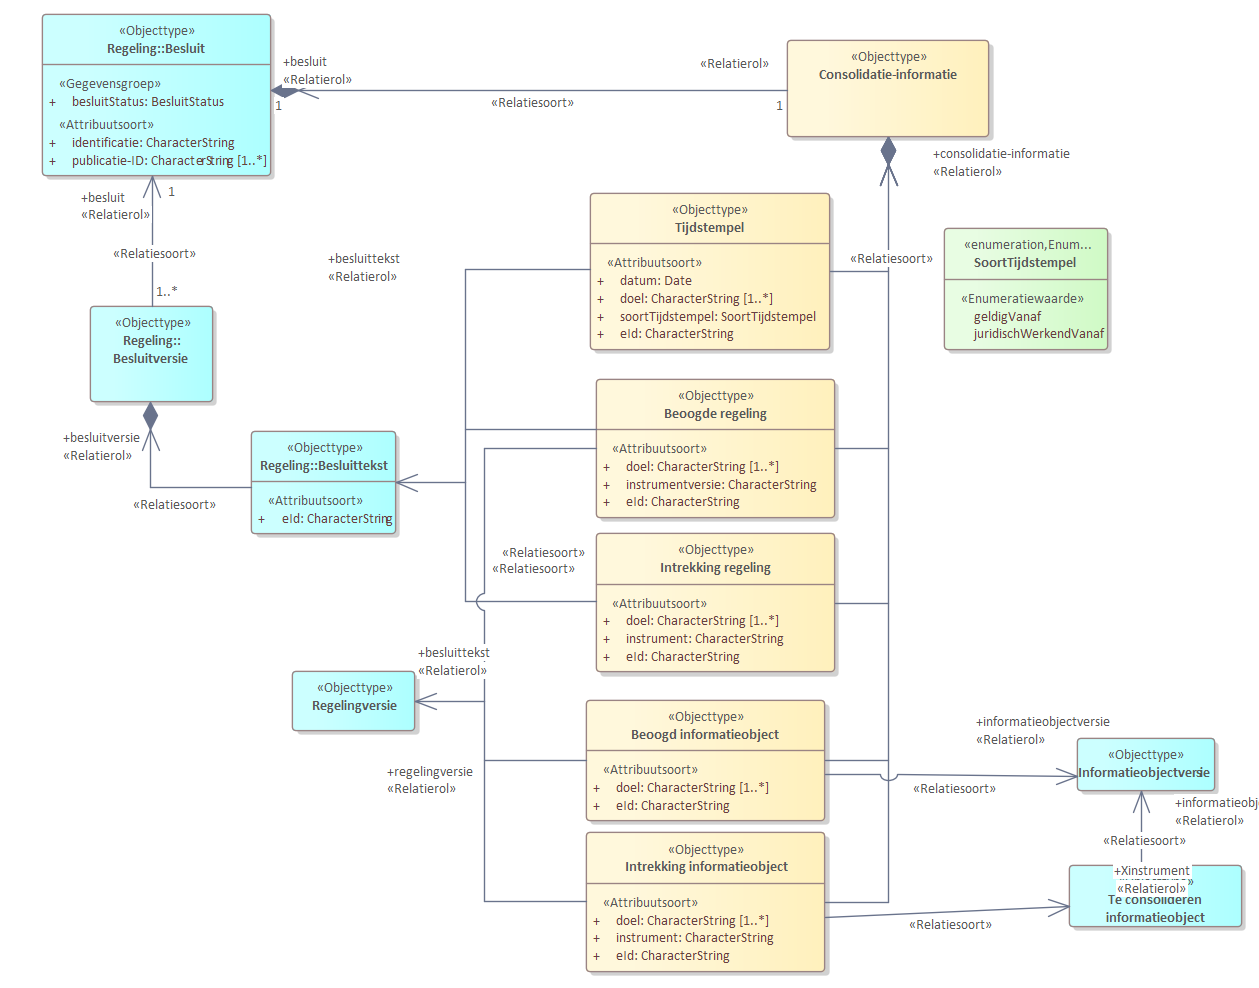 «Objecttype»
Regeling::Besluit
«Gegevensgroep»
+ besluitStatus: BesluitStatus
«Attribuutsoort»
+ identificatie: CharacterString
+ publicatie-ID: CharacterString [1..*]
+besluit
«Relatierol»
1
«Relatiesoort»
«Relatierol»
1
«Objecttype»
Consolidatie-informatie
+consolidatie-informatie
«Relatierol»
+besluit
«Relatierol»
1
«Relatiesoort»
1..*
«Objecttype»
Regeling::
Besluitversie
+besluitversie
«Relatierol»
«Relatiesoort»
+besluittekst
«Relatierol»
«Objecttype»
Regeling::Besluittekst
«Attribuutsoort»
+ eId: CharacterString
«Objecttype»
Tijdstempel
«Attribuutsoort»
+ datum: Date
+ doel: CharacterString [1..*]
+ soortTijdstempel: SoortTijdstempel
+ eId: CharacterString
«Relatiesoort»
«enumeration,Enum...
SoortTijdstempel
«Enumeratiewaarde»
geldigVanaf
juridischWerkendVanaf
«Objecttype»
Beoogde regeling
«Attribuutsoort»
+ doel: CharacterString [1..*]
+ instrumentversie: CharacterString
+ eId: CharacterString
«Relatiesoort»
«Relatiesoort»
«Objecttype»
Intrekking regeling
«Attribuutsoort»
+ doel: CharacterString [1..*]
+ instrument: CharacterString
+ eId: CharacterString
+besluittekst
«Relatierol»
«Objecttype»
Regelingversie
+regelingversie
«Relatierol»
«Objecttype»
Beoogd informatieobject
«Attribuutsoort»
+ doel: CharacterString [1..*]
+ eId: CharacterString
+informatieobjectversie
«Relatierol»
«Relatiesoort»
«Objecttype»
Informatieobjectversie
+informatieobj
«Relatierol»
«Relatiesoort»
«Objecttype»
Intrekking informatieobject
«Attribuutsoort»
+ doel: CharacterString [1..*]
+ instrument: CharacterString
+ eId: CharacterString
«Relatiesoort»
+Xinstrument
«Relatierol»
Te consolideren
informatieobject